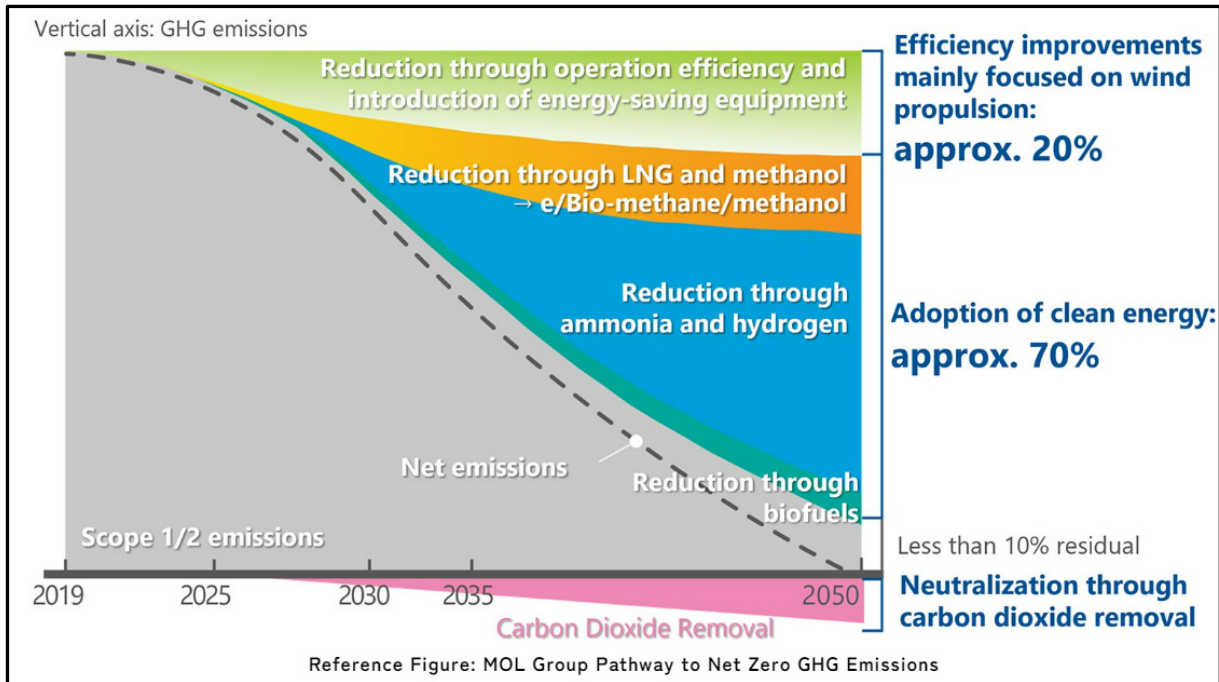 Vertical axis: GHG emissions
Reduction through operation efficiency and
introduction of energy-saving equipment
Reduction through LNG and methanol
→ e/Bio-methane/methanol
Reduction through
ammonia and hydrogen
Net emissions
Reduction through
biofuels
Scope 1/2 emissions
2019
2025
2030
2035
2050
Carbon Dioxide Removal
Efficiency improvements
mainly focused on wind
propulsion:
approx. 20%
Adoption of clean energy:
approx. 70%
Less than 10% residual
Neutralization through
carbon dioxide removal
Reference Figure: MOL Group Pathway to Net Zero GHG Emissions